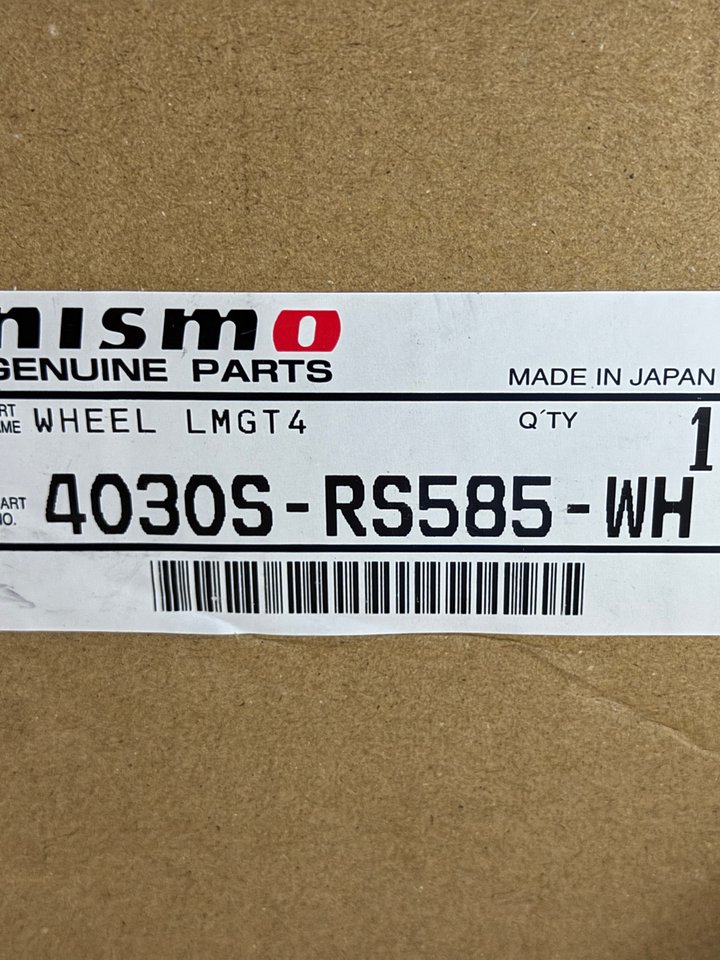 nismo
GENUINE PARTS
MADE IN JAPAN
WHEEL LMGT4
Q'TY 1
4030S-RS585-WH